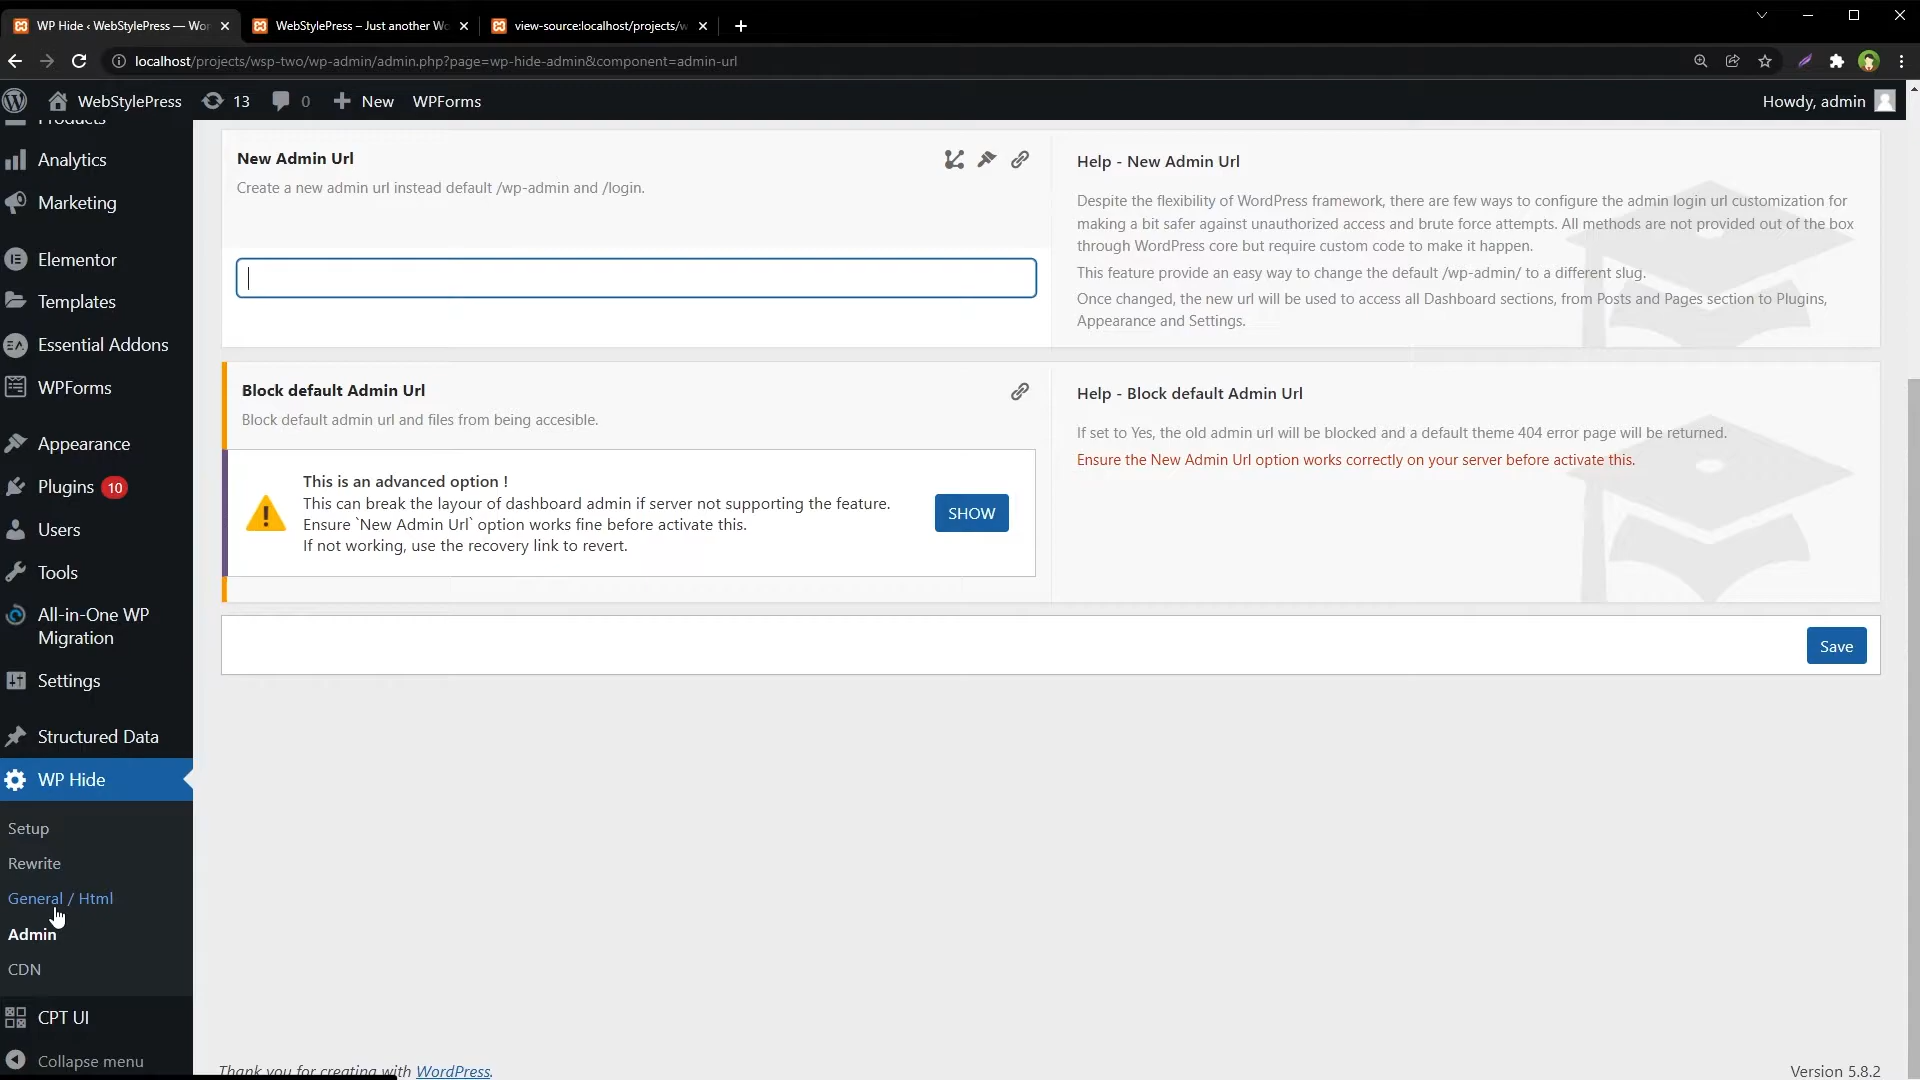 WP Hide ‹ WebStylePress — Wor
WebStylePress – Just another Wo
view-source:localhost/projects/w
localhost/projects/wsp-two/wp-admin/admin.php?page=wp-hide-admin&component=admin-url
WebStylePress
13
0
New
WPForms
Howdy, admin
Products
Analytics
Marketing
Elementor
Templates
Essential Addons
WPForms
Appearance
Plugins 10
Users
Tools
All-in-One WP
Migration
Settings
Structured Data
WP Hide
Setup
Rewrite
General / Html
Admin
CDN
CPT UI
Collapse menu
New Admin Url
Create a new admin url instead default /wp-admin and /login.
Help - New Admin Url
Despite the flexibility of WordPress framework, there are few ways to configure the admin login url customization for
making a bit safer against unauthorized access and brute force attempts. All methods are not provided out of the box
through WordPress core but require custom code to make it happen.
This feature provide an easy way to change the default /wp-admin/ to a different slug.
Once changed, the new url will be used to access all Dashboard sections, from Posts and Pages section to Plugins,
Appearance and Settings.
Block default Admin Url
Block default admin url and files from being accesible.
This is an advanced option !
This can break the layour of dashboard admin if server not supporting the feature.
Ensure `New Admin Url` option works fine before activate this.
If not working, use the recovery link to revert.
SHOW
Help - Block default Admin Url
If set to Yes, the old admin url will be blocked and a default theme 404 error page will be returned.
Ensure the New Admin Url option works correctly on your server before activate this.
Save
Thank you for creating with WordPress.
Version 5.8.2